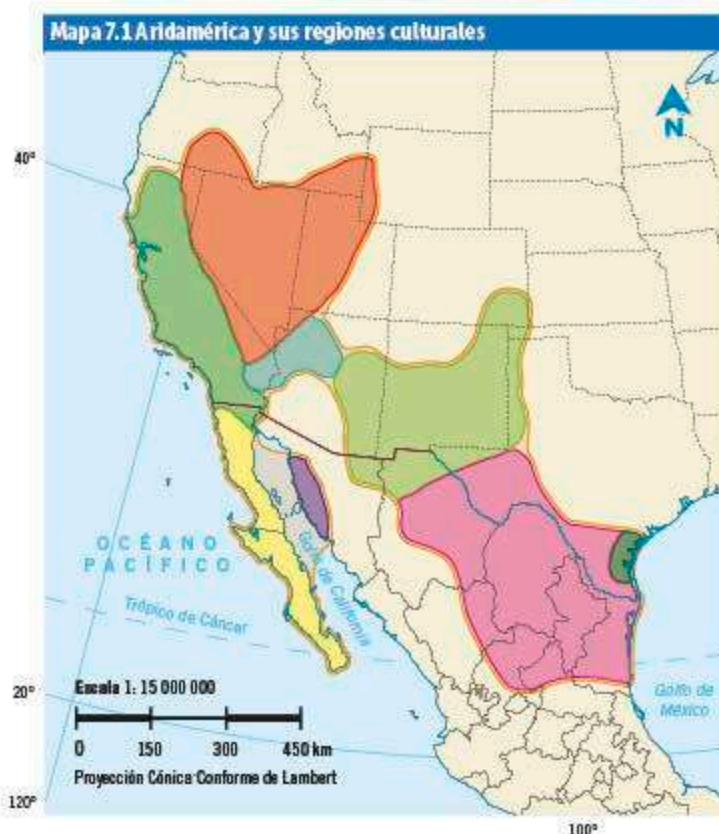 Mapa 7.1 Aridamérica y sus regiones culturales
N
40°
OCÉANO
PACÍFICO
Golfo de California
Trópico de Cáncer
Escala 1: 15 000 000
20°
Golfo de
México
0 150 300 450 km
Proyección Cónica Conforme de Lambert
120°
100°